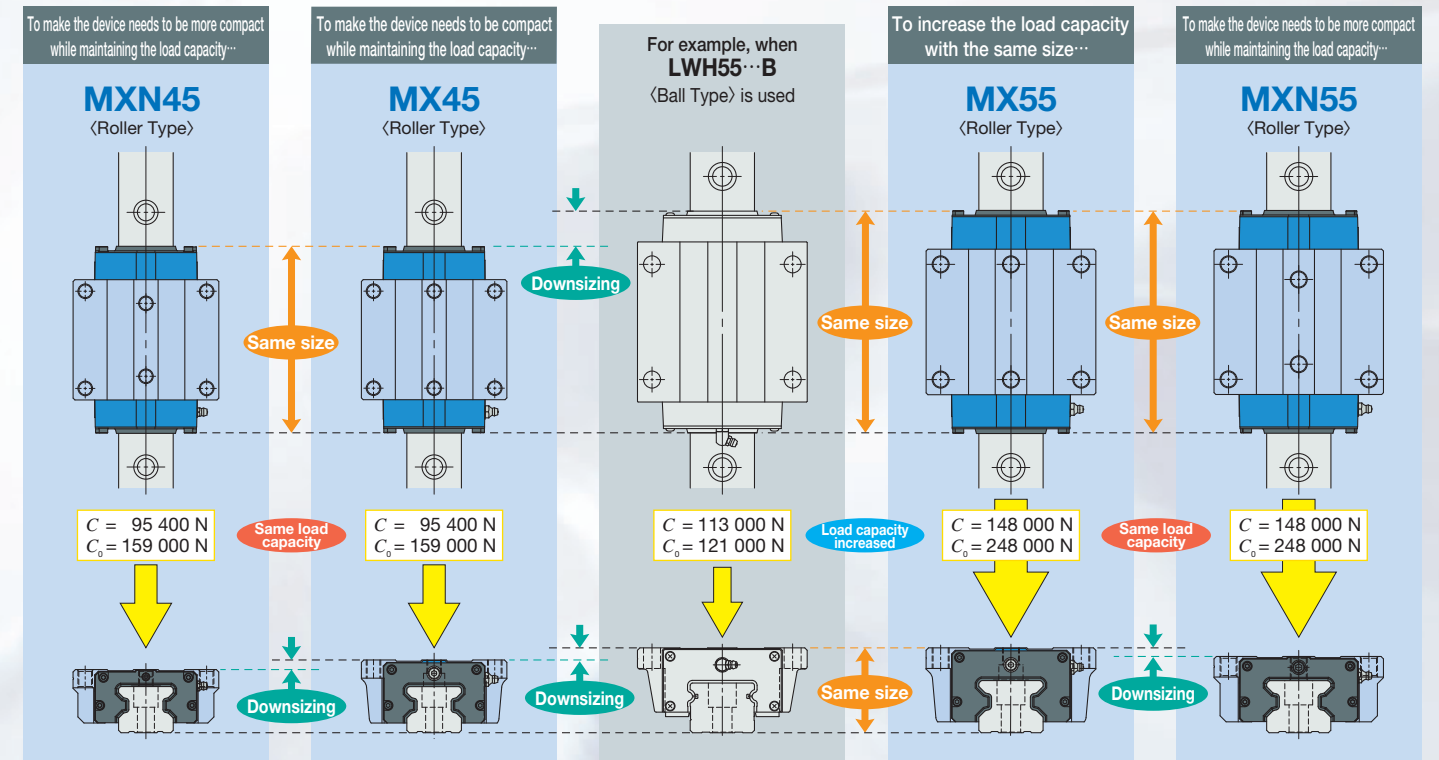 To make the device needs to be more compact
while maintaining the load capacity…
MXN45
〈Roller Type〉
To make the device needs to be compact
while maintaining the load capacity…
MX45
〈Roller Type〉
For example, when
LWH55…B
〈Ball Type〉 is used
To increase the load capacity
with the same size…
MX55
〈Roller Type〉
To make the device needs to be more compact
while maintaining the load capacity…
MXN55
〈Roller Type〉
Downsizing
Same size
Same size
Same size
C = 95 400 N
C₀ = 159 000 N
Same load
capacity
C = 95 400 N
C₀ = 159 000 N
C = 113 000 N
C₀ = 121 000 N
Load capacity
increased
C = 148 000 N
C₀ = 248 000 N
Same load
capacity
C = 148 000 N
C₀ = 248 000 N
Downsizing
Downsizing
Same size
Downsizing